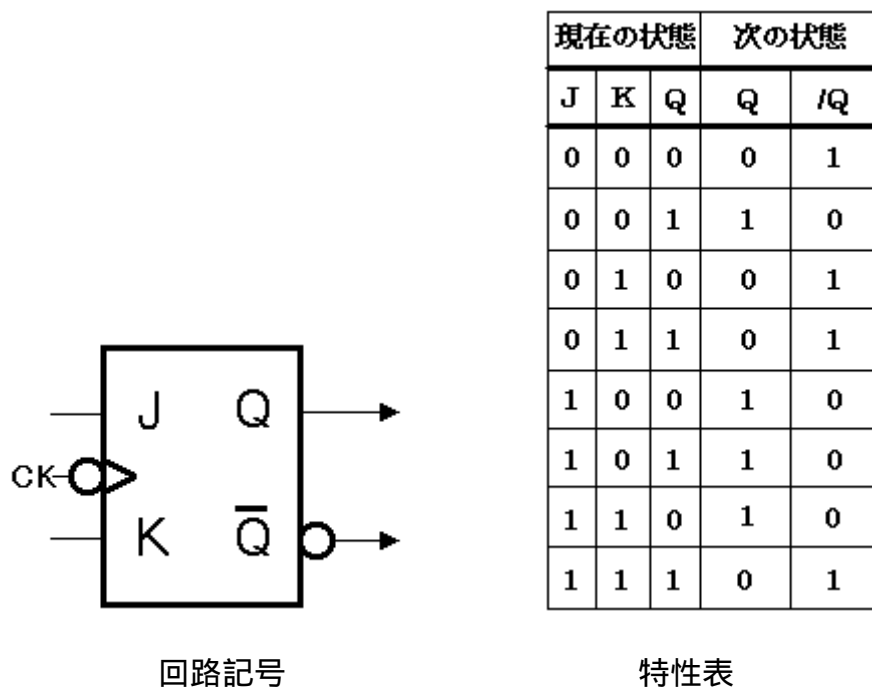 現在の状態 次の状態
J K Q Q /Q
0 0 0 0 1
0 0 1 1 0
0 1 0 0 1
0 1 1 0 1
1 0 0 1 0
1 0 1 1 0
1 1 0 1 0
1 1 1 0 1
J Q
CK
K Q̅
回路記号 特性表